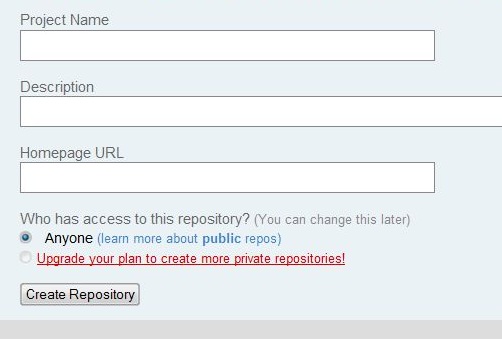 Project Name
Description
Homepage URL
Who has access to this repository? (You can change this later)
Anyone (learn more about public repos)
Upgrade your plan to create more private repositories!
Create Repository